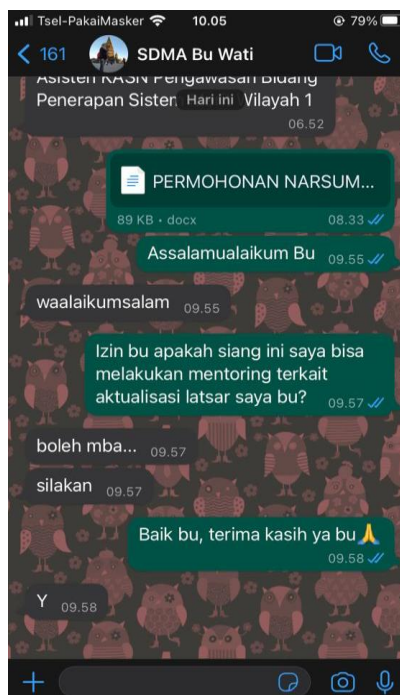 Tsel-PakaiMasker 10.05 79%
161 SDMA Bu Wati
Asisten KASN Pengawasan Bidang
Penerapan Sistem Hari ini Wilayah 1
06.52
PERMOHONAN NARSUM...
89 KB • docx 08.33
Assalamualaikum Bu 09.55
waalaikumsalam 09.55
Izin bu apakah siang ini saya bisa
melakukan mentoring terkait
aktualisasi latsar saya bu? 09.57
boleh mba... 09.57
silakan 09.57
Baik bu, terima kasih ya bu🙏
09.58
Y 09.58